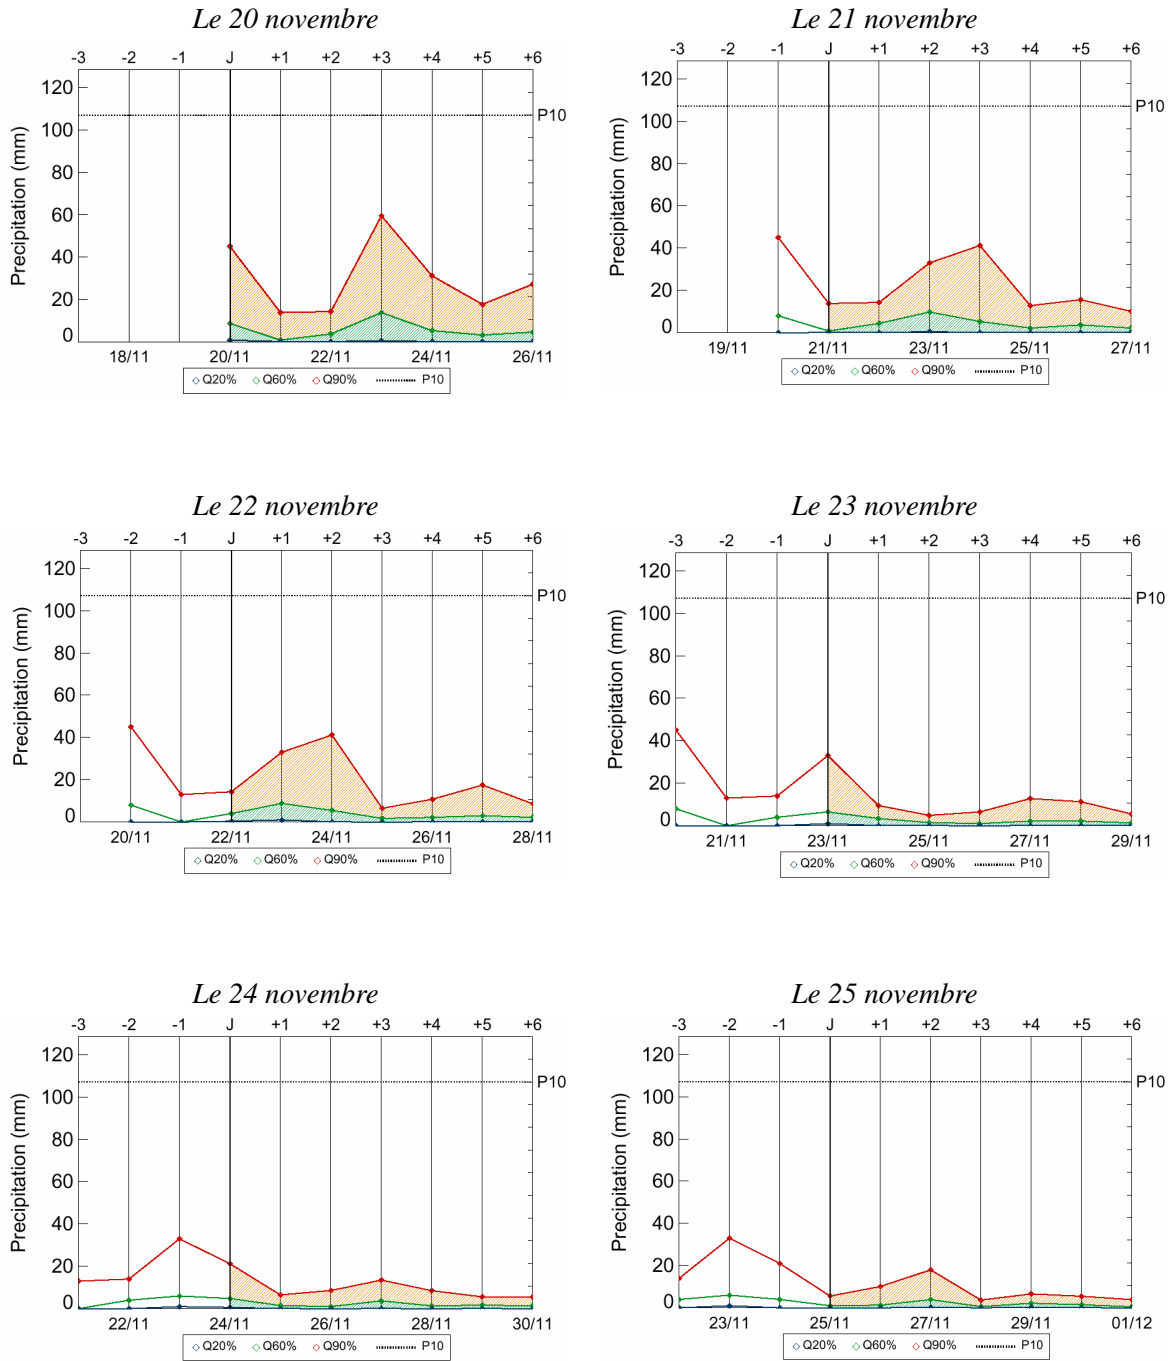 Le 20 novembre
-3 -2 -1 J +1 +2 +3 +4 +5 +6
120
P10
100
80
60
40
20
0
Precipitation (mm)
18/11 20/11 22/11 24/11 26/11
Q20% Q60% Q90% P10
Le 21 novembre
-3 -2 -1 J +1 +2 +3 +4 +5 +6
120
P10
100
80
60
40
20
0
Precipitation (mm)
19/11 21/11 23/11 25/11 27/11
Q20% Q60% Q90% P10
Le 22 novembre
-3 -2 -1 J +1 +2 +3 +4 +5 +6
120
P10
100
80
60
40
20
0
Precipitation (mm)
20/11 22/11 24/11 26/11 28/11
Q20% Q60% Q90% P10
Le 23 novembre
-3 -2 -1 J +1 +2 +3 +4 +5 +6
120
P10
100
80
60
40
20
0
Precipitation (mm)
21/11 23/11 25/11 27/11 29/11
Q20% Q60% Q90% P10
Le 24 novembre
-3 -2 -1 J +1 +2 +3 +4 +5 +6
120
P10
100
80
60
40
20
0
Precipitation (mm)
22/11 24/11 26/11 28/11 30/11
Q20% Q60% Q90% P10
Le 25 novembre
-3 -2 -1 J +1 +2 +3 +4 +5 +6
120
P10
100
80
60
40
20
0
Precipitation (mm)
23/11 25/11 27/11 29/11 01/12
Q20% Q60% Q90% P10